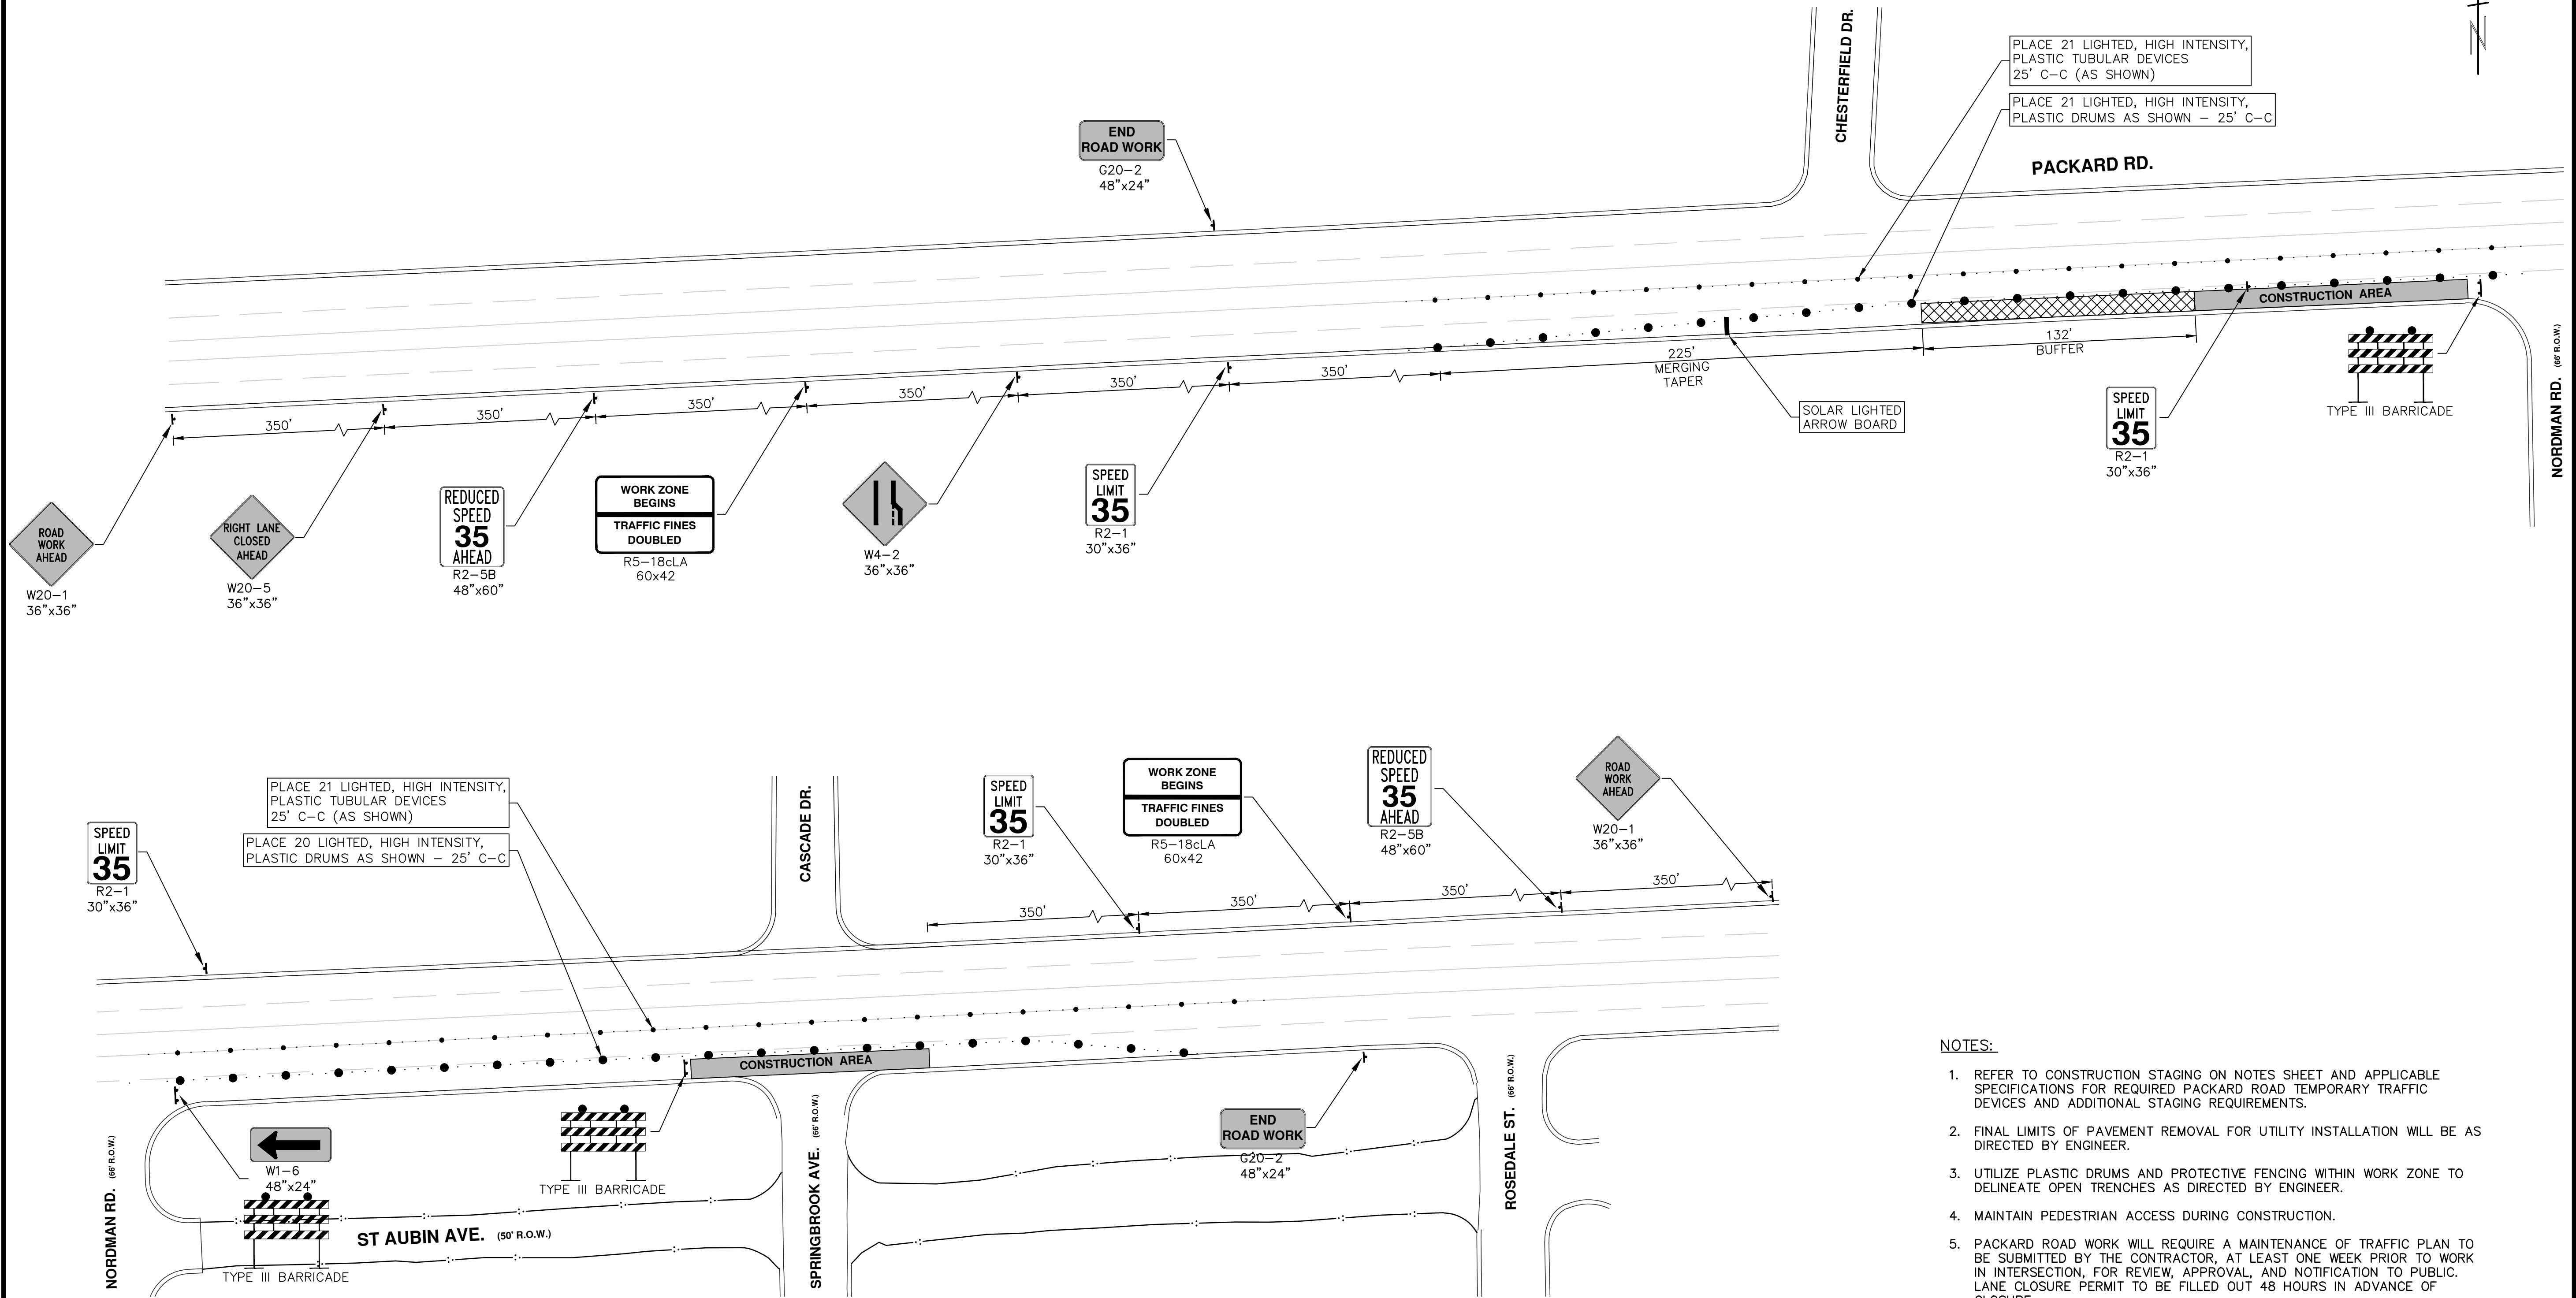 N
CHESTERFIELD DR.
PLACE 21 LIGHTED, HIGH INTENSITY,
PLASTIC TUBULAR DEVICES
25' C-C (AS SHOWN)
PLACE 21 LIGHTED, HIGH INTENSITY,
PLASTIC DRUMS AS SHOWN - 25' C-C
PACKARD RD.
END
ROAD WORK
G20-2
48"x24"
CONSTRUCTION AREA
132'
BUFFER
225'
MERGING
TAPER
350'
350'
350'
350'
350'
350'
SOLAR LIGHTED
ARROW BOARD
SPEED
LIMIT
35
R2-1
30"x36"
TYPE III BARRICADE
NORDMAN RD. (66' R.O.W.)
ROAD
WORK
AHEAD
W20-1
36"x36"
RIGHT LANE
CLOSED
AHEAD
W20-5
36"x36"
REDUCED
SPEED
35
AHEAD
R2-5B
48"x60"
WORK ZONE
BEGINS
TRAFFIC FINES
DOUBLED
R5-18cLA
60x42
W4-2
36"x36"
SPEED
LIMIT
35
R2-1
30"x36"
PLACE 21 LIGHTED, HIGH INTENSITY,
PLASTIC TUBULAR DEVICES
25' C-C (AS SHOWN)
PLACE 20 LIGHTED, HIGH INTENSITY,
PLASTIC DRUMS AS SHOWN - 25' C-C
SPEED
LIMIT
35
R2-1
30"x36"
CASCADE DR.
SPEED
LIMIT
35
R2-1
30"x36"
WORK ZONE
BEGINS
TRAFFIC FINES
DOUBLED
R5-18cLA
60x42
REDUCED
SPEED
35
AHEAD
R2-5B
48"x60"
ROAD
WORK
AHEAD
W20-1
36"x36"
350'
350'
350'
350'
CONSTRUCTION AREA
END
ROAD WORK
G20-2
48"x24"
W1-6
48"x24"
TYPE III BARRICADE
TYPE III BARRICADE
NORDMAN RD. (66' R.O.W.)
ST AUBIN AVE. (50' R.O.W.)
SPRINGBROOK AVE. (66' R.O.W.)
ROSEDALE ST. (66' R.O.W.)
NOTES:
1. REFER TO CONSTRUCTION STAGING ON NOTES SHEET AND APPLICABLE
SPECIFICATIONS FOR REQUIRED PACKARD ROAD TEMPORARY TRAFFIC
DEVICES AND ADDITIONAL STAGING REQUIREMENTS.
2. FINAL LIMITS OF PAVEMENT REMOVAL FOR UTILITY INSTALLATION WILL BE AS
DIRECTED BY ENGINEER.
3. UTILIZE PLASTIC DRUMS AND PROTECTIVE FENCING WITHIN WORK ZONE TO
DELINEATE OPEN TRENCHES AS DIRECTED BY ENGINEER.
4. MAINTAIN PEDESTRIAN ACCESS DURING CONSTRUCTION.
5. PACKARD ROAD WORK WILL REQUIRE A MAINTENANCE OF TRAFFIC PLAN TO
BE SUBMITTED BY THE CONTRACTOR, AT LEAST ONE WEEK PRIOR TO WORK
IN INTERSECTION, FOR REVIEW, APPROVAL, AND NOTIFICATION TO PUBLIC.
LANE CLOSURE PERMIT TO BE FILLED OUT 48 HOURS IN ADVANCE OF